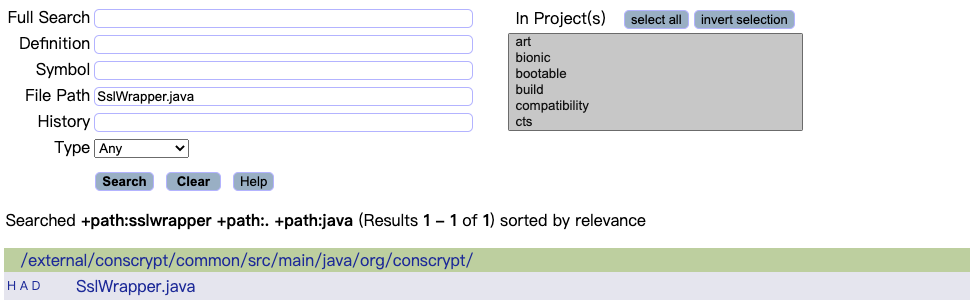 Full Search
In Project(s) select all invert selection
Definition
Symbol
File Path SslWrapper.java
History
Type Any
art
bionic
bootable
build
compatibility
cts
Search Clear Help
Searched +path:sslwrapper +path:. +path:java (Results 1 – 1 of 1) sorted by relevance
/external/conscrypt/common/src/main/java/org/conscrypt/
H A D SslWrapper.java